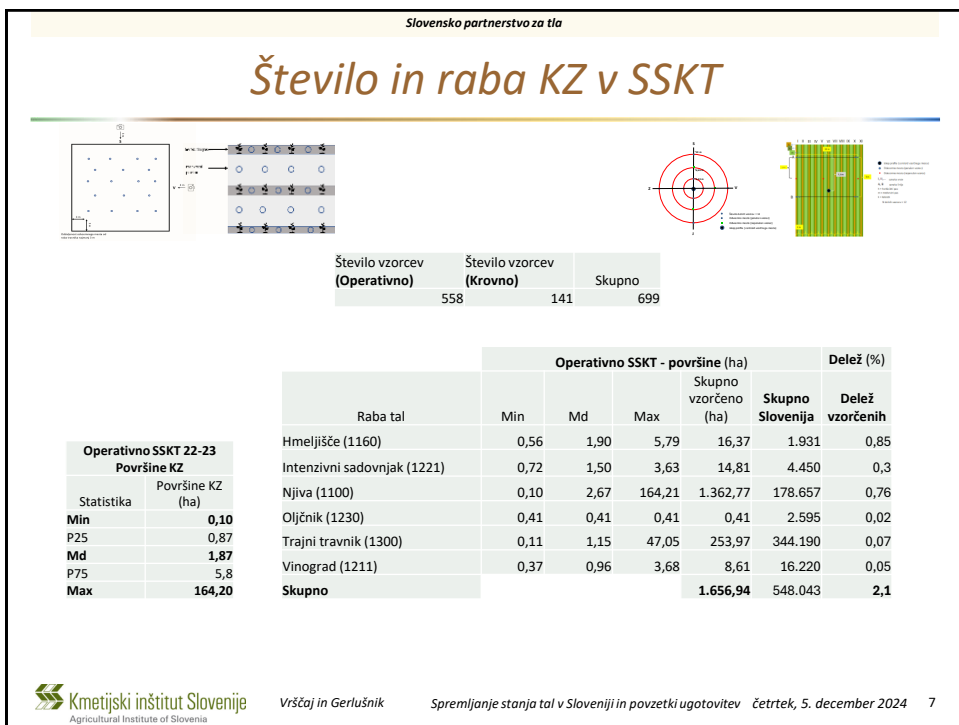 Slovensko partnerstvo za tla
Število in raba KZ v SSKT
Število vzorcev (Operativno) Število vzorcev (Krovno) Skupno
558 141 699
Operativno SSKT - površine (ha) Delež (%)
Raba tal Min Md Max Skupno vzorčeno (ha) Skupno Slovenija Delež vzorčenih
Hmeljišče (1160) 0,56 1,90 5,79 16,37 1.931 0,85
Intenzivni sadovnjak (1221) 0,72 1,50 3,63 14,81 4.450 0,3
Njiva (1100) 0,10 2,67 164,21 1.362,77 178.657 0,76
Oljčnik (1230) 0,41 0,41 0,41 0,41 2.595 0,02
Trajni travnik (1300) 0,11 1,15 47,05 253,97 344.190 0,07
Vinograd (1211) 0,37 0,96 3,68 8,61 16.220 0,05
Skupno 1.656,94 548.043 2,1
Operativno SSKT 22-23
Površine KZ
Statistika Površine KZ (ha)
Min 0,10
P25 0,87
Md 1,87
P75 5,8
Max 164,20
Kmetijski inštitut Slovenije
Agricultural Institute of Slovenia
Vrščaj in Gerlušnik Spremljanje stanja tal v Sloveniji in povzetki ugotovitev četrtek, 5. december 2024 7